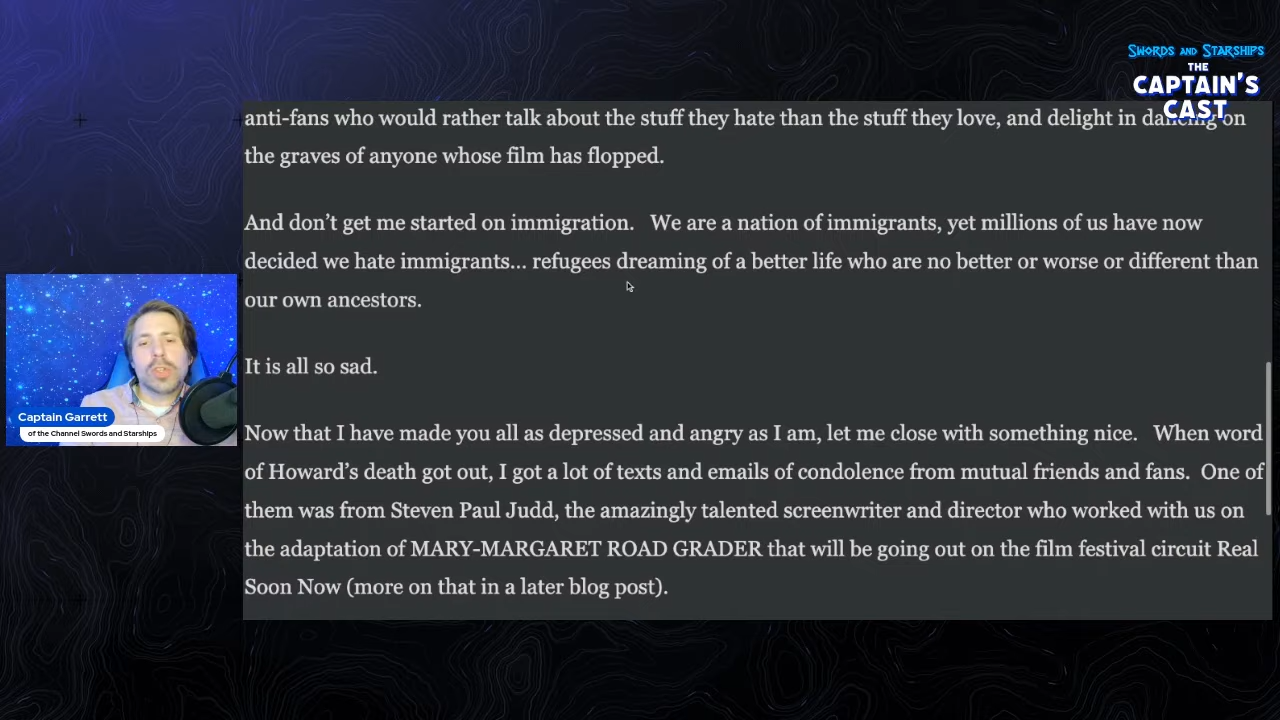 SWORDS AND STARSHIPS
THE
CAPTAIN'S
CAST
anti-fans who would rather talk about the stuff they hate than the stuff they love, and delight in dancing on
the graves of anyone whose film has flopped.
And don’t get me started on immigration.   We are a nation of immigrants, yet millions of us have now
decided we hate immigrants… refugees dreaming of a better life who are no better or worse or different than
our own ancestors.
It is all so sad.
Now that I have made you all as depressed and angry as I am, let me close with something nice.   When word
of Howard’s death got out, I got a lot of texts and emails of condolence from mutual friends and fans.  One of
them was from Steven Paul Judd, the amazingly talented screenwriter and director who worked with us on
the adaptation of MARY-MARGARET ROAD GRADER that will be going out on the film festival circuit Real
Soon Now (more on that in a later blog post).
Captain Garrett
of the Channel Swords and Starships